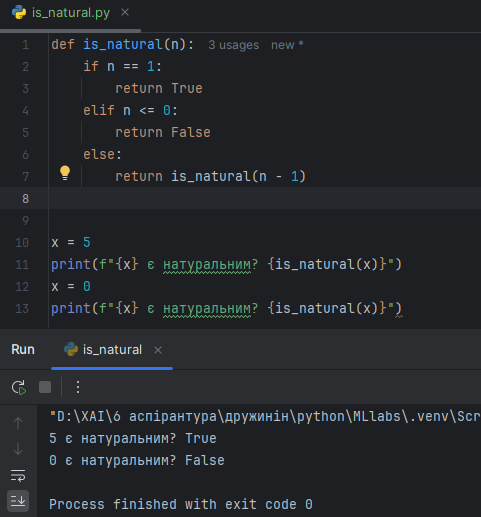 is_natural.py
1 def is_natural(n): 3 usages new *
2 if n == 1:
3 return True
4 elif n <= 0:
5 return False
6 else:
7 return is_natural(n - 1)
8
9
10 x = 5
11 print(f"{x} є натуральним? {is_natural(x)}")
12 x = 0
13 print(f"{x} є натуральним? {is_natural(x)}")
Run is_natural
"D:\XAI\6 аспірантура\дружинін\python\MLlabs\.venv\Scr
5 є натуральним? True
0 є натуральним? False
Process finished with exit code 0